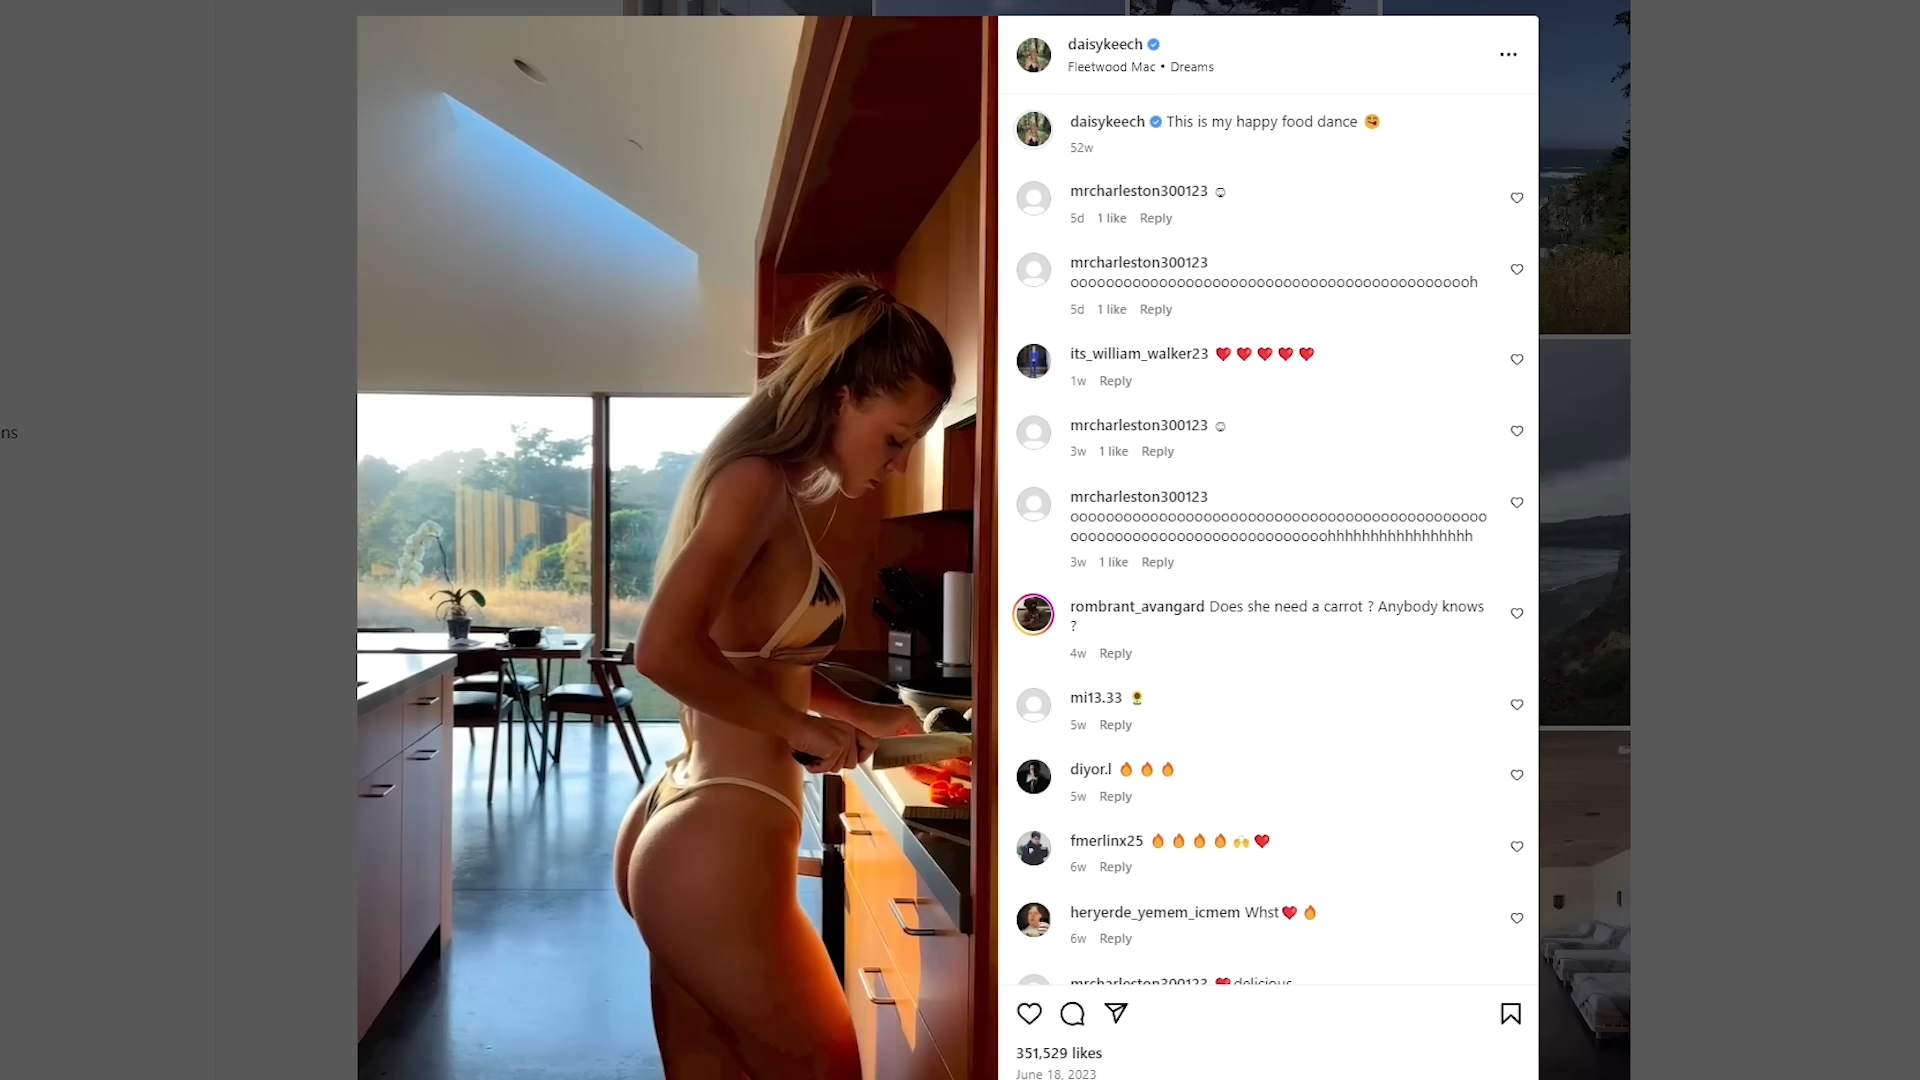 ns
daisykeech
Fleetwood Mac • Dreams
daisykeech This is my happy food dance 😋
52w
mrcharleston300123 ☺
5d 1 like Reply
mrcharleston300123
5d 1 like Reply
its_william_walker23 ❤️❤️❤️❤️❤️
1w Reply
mrcharleston300123 ☺
3w 1 like Reply
mrcharleston300123
3w 1 like Reply
rombrant_avangard Does she need a carrot ? Anybody knows
?
4w Reply
mi13.33 🌻
5w Reply
diyor.l 🔥🔥🔥
5w Reply
fmerlinx25 🔥🔥🔥🔥🙌❤️
6w Reply
heryerde_yemem_icmem Whst❤️🔥
6w Reply
mrcharleston300123 ❤️delicious
351,529 likes
June 18, 2023